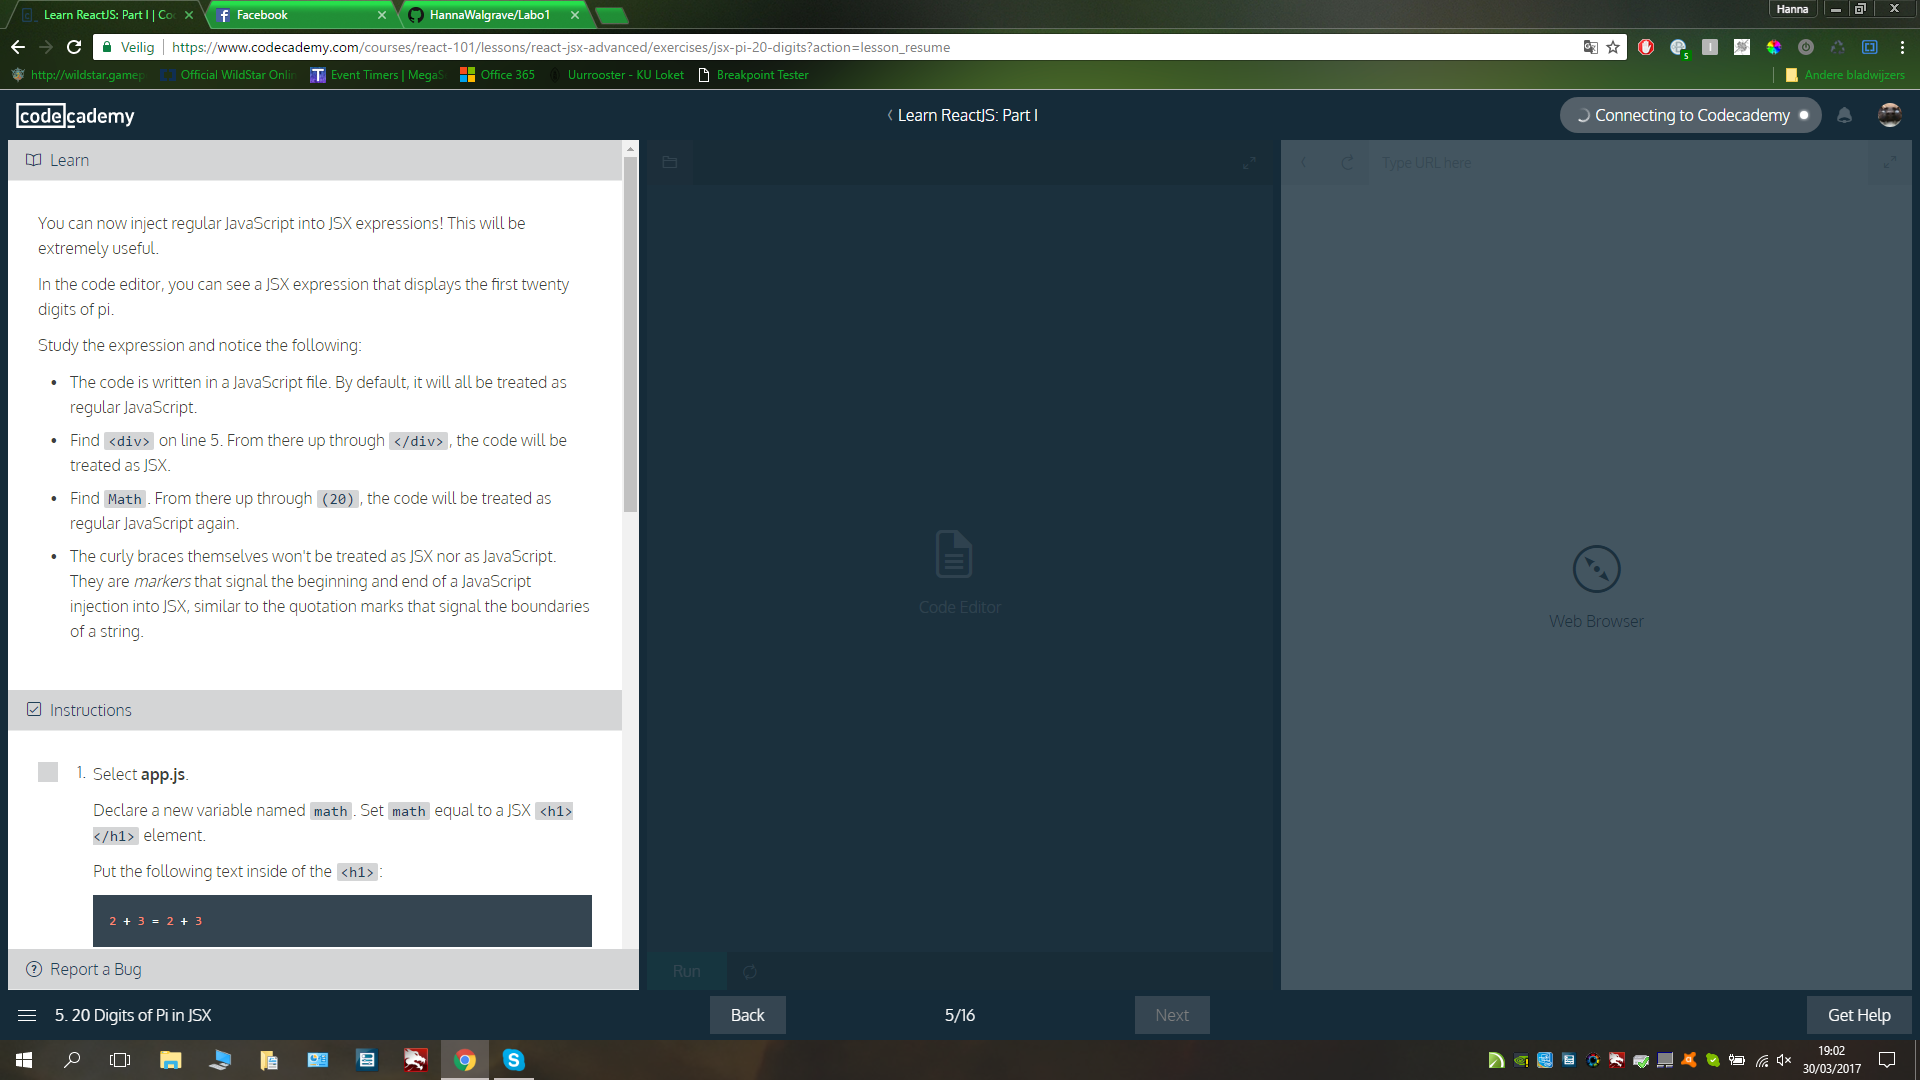 Learn ReactJS: Part I | Co
Facebook
HannaWalgrave/Labo1
Hanna
Veilig
https://www.codecademy.com/courses/react-101/lessons/react-jsx-advanced/exercises/jsx-pi-20-digits?action=lesson_resume
http://wildstar.gamep
Official WildStar Onlin
Event Timers | MegaS
Office 365
Uurrooster - KU Loket
Breakpoint Tester
Andere bladwijzers
codecademy
Learn ReactJS: Part I
Connecting to Codecademy
Learn
Type URL here
You can now inject regular JavaScript into JSX expressions! This will be
extremely useful.
In the code editor, you can see a JSX expression that displays the first twenty
digits of pi.
Study the expression and notice the following:
• The code is written in a JavaScript file. By default, it will all be treated as
regular JavaScript.
• Find <div> on line 5. From there up through </div>, the code will be
treated as JSX.
• Find Math. From there up through (20), the code will be treated as
regular JavaScript again.
• The curly braces themselves won't be treated as JSX nor as JavaScript.
They are markers that signal the beginning and end of a JavaScript
injection into JSX, similar to the quotation marks that signal the boundaries
of a string.
Code Editor
Web Browser
Instructions
1. Select app.js.
Declare a new variable named math. Set math equal to a JSX <h1>
</h1> element.
Put the following text inside of the <h1>:
2 + 3 = 2 + 3
Report a Bug
Run
5. 20 Digits of Pi in JSX
Back
5/16
Next
Get Help
19:02
30/03/2017